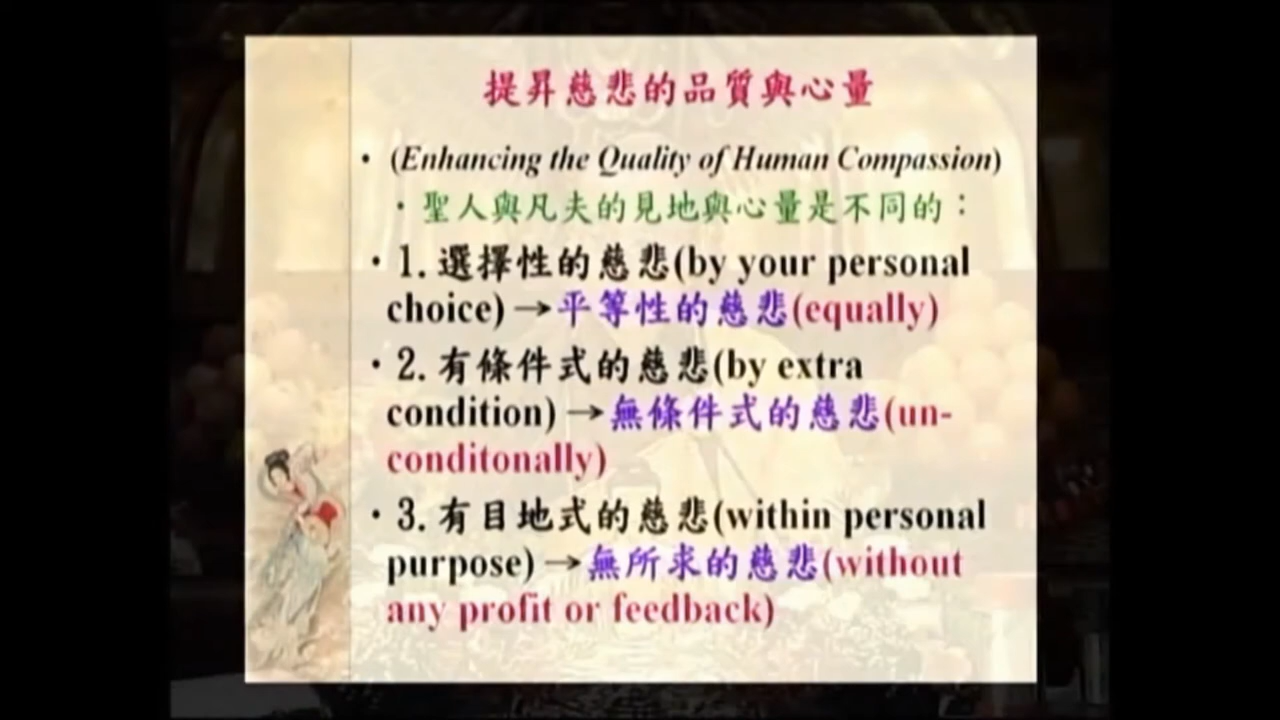 提昇慈悲的品質與心量
• (Enhancing the Quality of Human Compassion)
• 聖人與凡夫的見地與心量是不同的：
• 1. 選擇性的慈悲(by your personal
choice) →平等性的慈悲(equally)
• 2. 有條件式的慈悲(by extra
condition) →無條件式的慈悲(un-
conditonally)
• 3. 有目地式的慈悲(within personal
purpose) →無所求的慈悲(without
any profit or feedback)